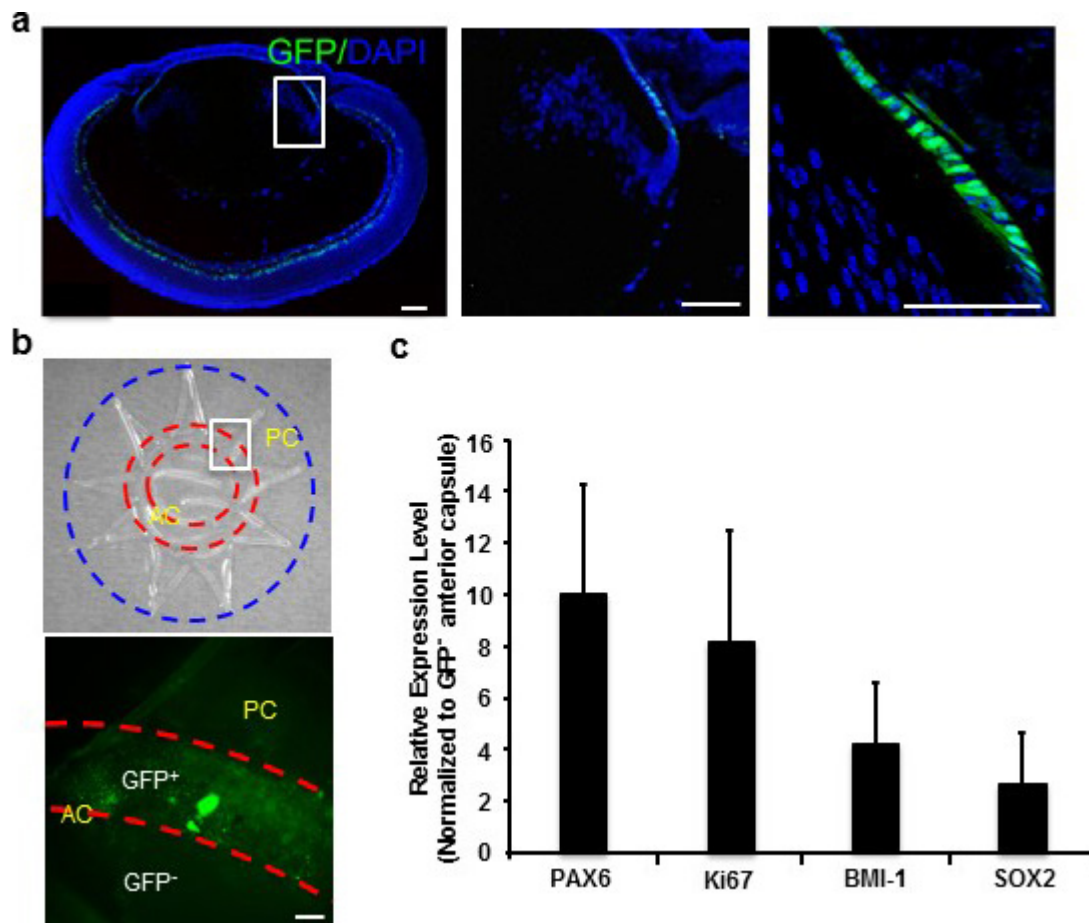 a
GFP/DAPI
b
PC
AC
PC
GFP+
AC
GFP-
c
Relative Expression Level
(Normalized to GFP- anterior capsule)
16
14
12
10
8
6
4
2
0
PAX6 Ki67 BMI-1 SOX2